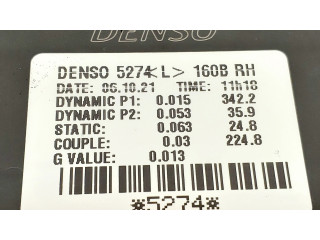 DENSO
DENSO 5274<L> 160B RH
DATE: 06.10.21 TIME: 11h18
DYNAMIC P1: 0.015 342.2
DYNAMIC P2: 0.053 35.9
STATIC: 0.063 24.8
COUPLE: 0.03 224.8
G VALUE: 0.013
*5274*